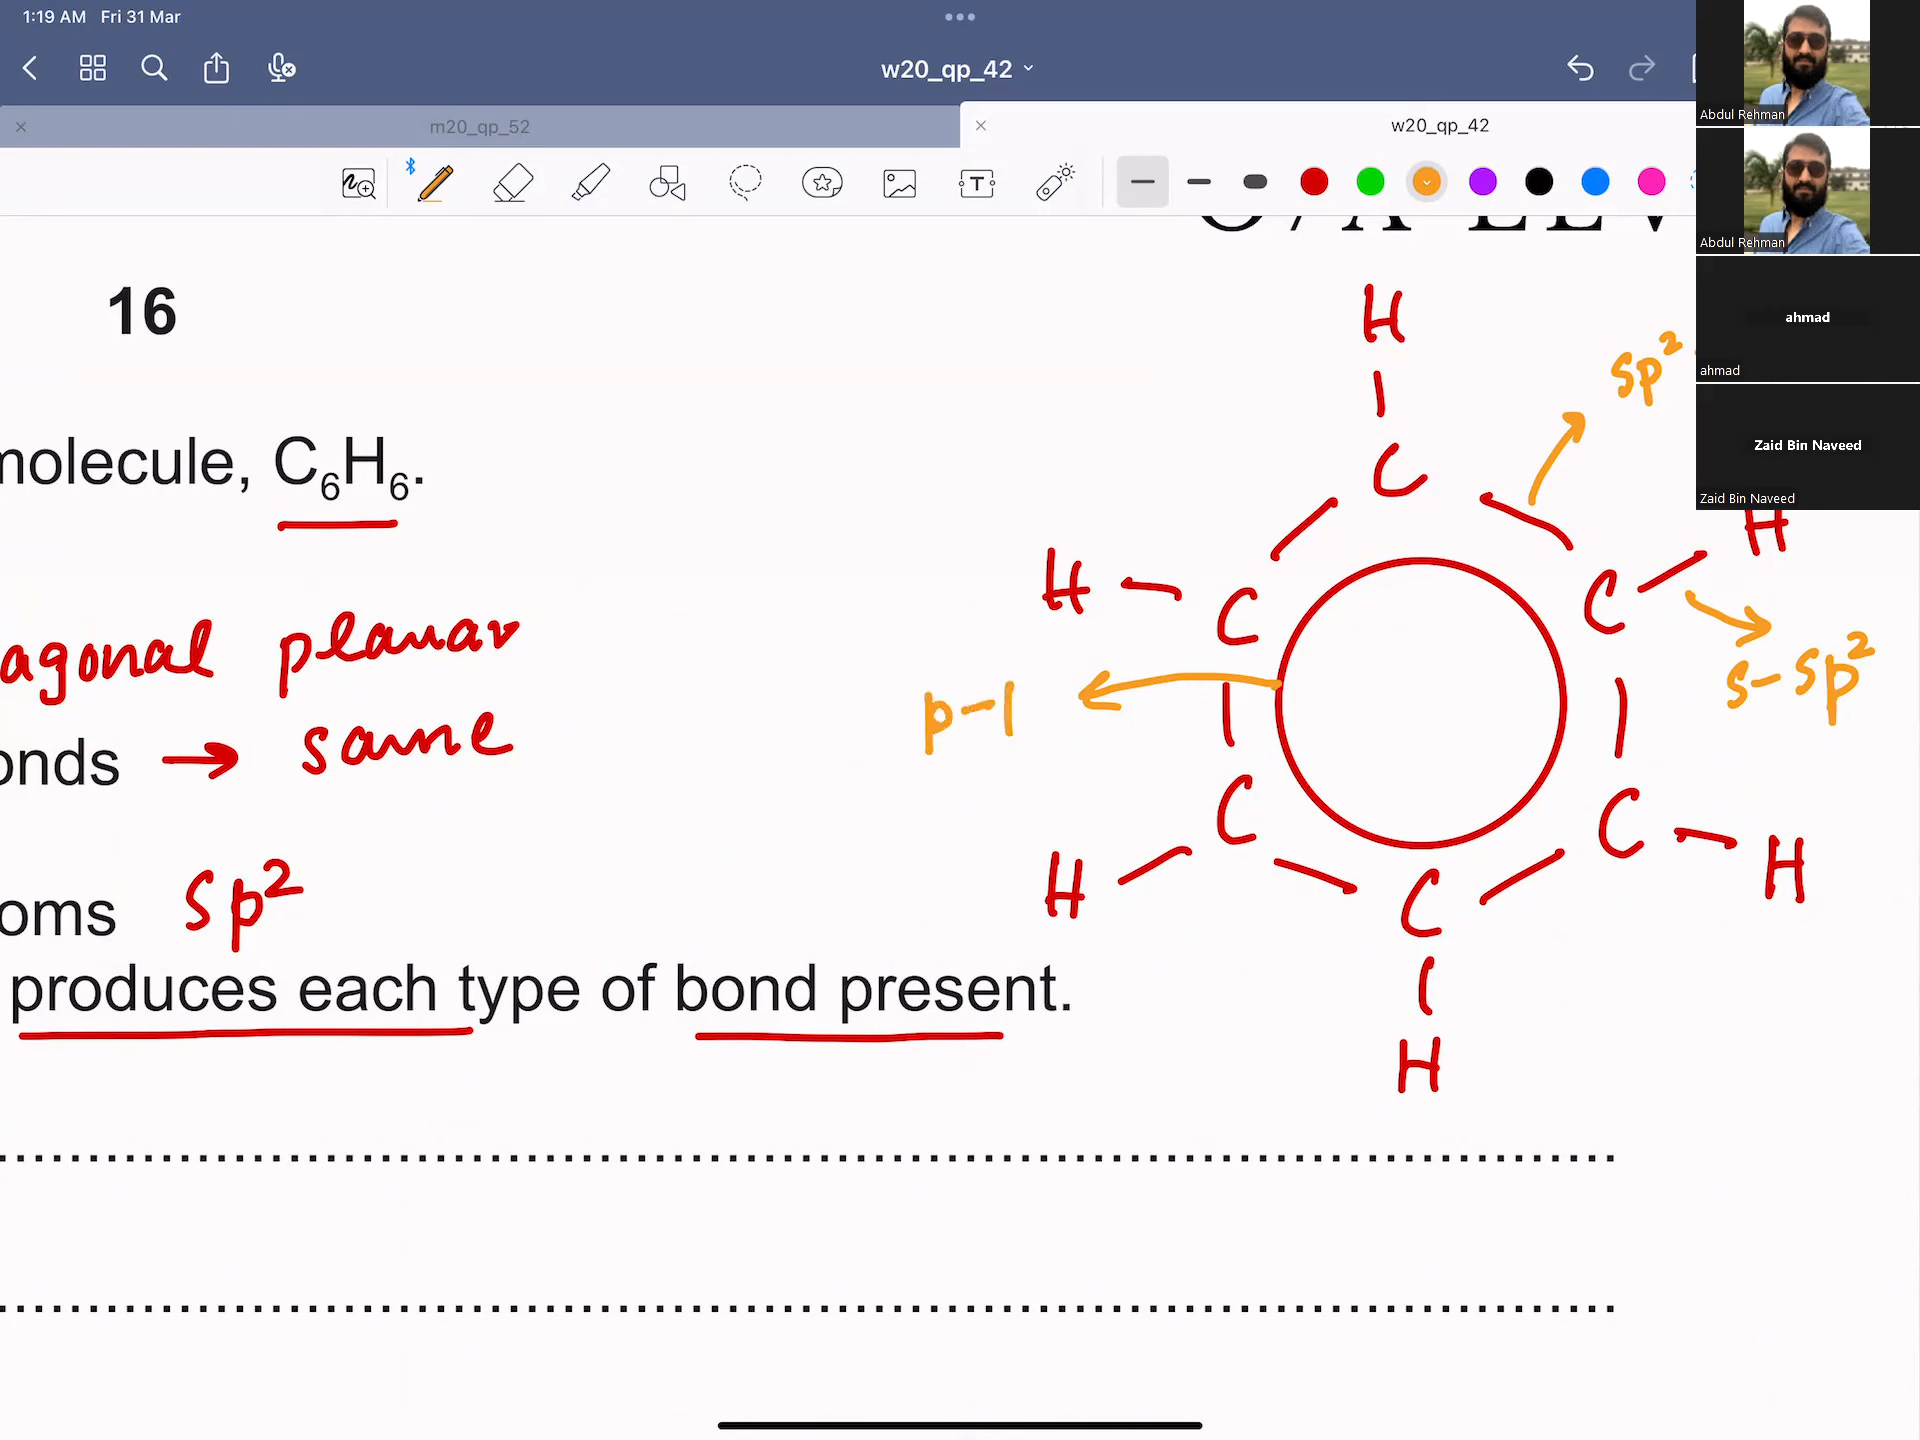 1:19 AM Fri 31 Mar
w20_qp_42
m20_qp_52
w20_qp_42
T
Abdul Rehman
Abdul Rehman
ahmad
ahmad
Zaid Bin Naveed
Zaid Bin Naveed
16
molecule, C₆H₆.
agonal planar
onds → same
oms sp²
produces each type of bond present.
H
sp²
C
H
H
C
C
s-sp²
p-l
C
C
H
H
C
H